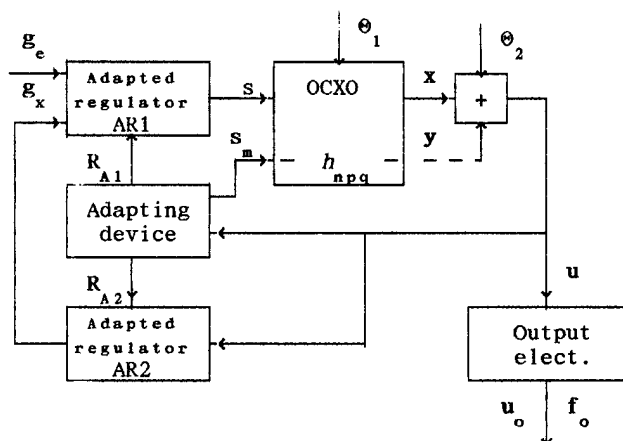 g_e
Θ_1
Θ_2
Adapted
regulator
AR1
g_x
s
OCXO
x
+
s_m
h_npq
y
R_A1
Adapting
device
R_A2
u
Adapted
regulator
AR2
Output
elect.
u_o
f_o